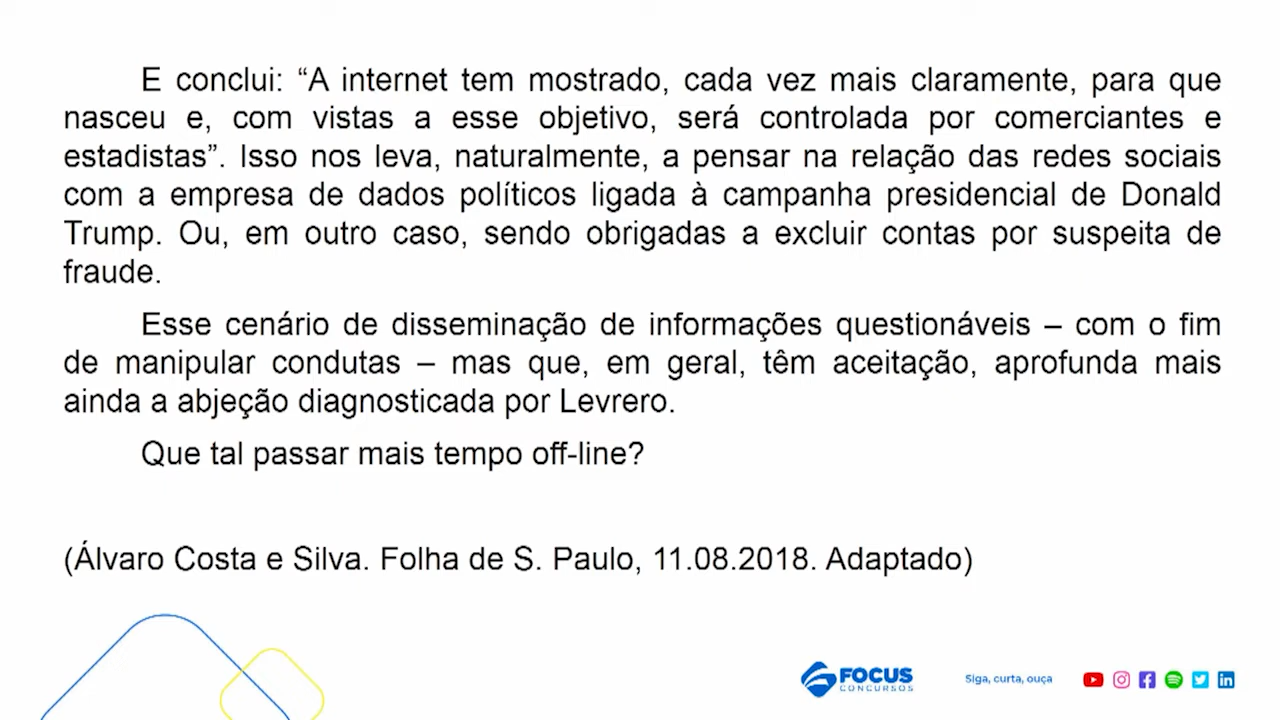 E conclui: “A internet tem mostrado, cada vez mais claramente, para que
nasceu e, com vistas a esse objetivo, será controlada por comerciantes e
estadistas”. Isso nos leva, naturalmente, a pensar na relação das redes sociais
com a empresa de dados políticos ligada à campanha presidencial de Donald
Trump. Ou, em outro caso, sendo obrigadas a excluir contas por suspeita de
fraude.
Esse cenário de disseminação de informações questionáveis – com o fim
de manipular condutas – mas que, em geral, têm aceitação, aprofunda mais
ainda a abjeção diagnosticada por Levrero.
Que tal passar mais tempo off-line?
(Álvaro Costa e Silva. Folha de S. Paulo, 11.08.2018. Adaptado)
FOCUS
CONCURSOS
Siga, curta, ouça